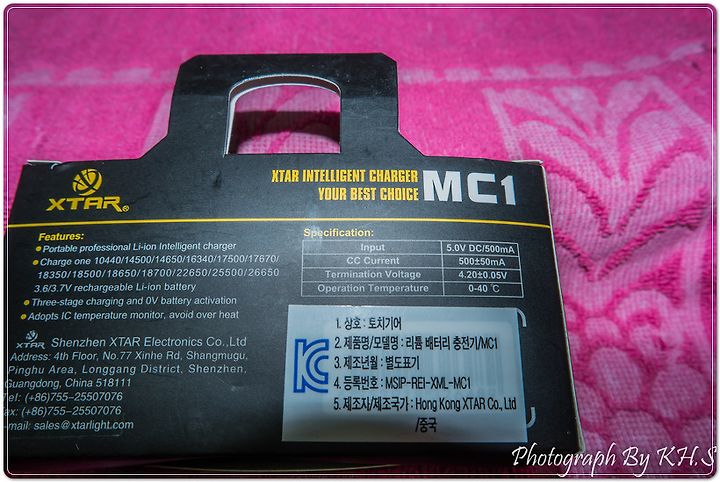 XTAR INTELLIGENT CHARGER
YOUR BEST CHOICE
MC1
XTAR®
Features:
Portable professional Li-ion Intelligent charger
Charge one 10440/14500/14650/16340/17500/17670/
18350/18500/18650/18700/22650/25500/26650
3.6/3.7V rechargeable Li-ion battery
Three-stage charging and 0V battery activation
Adopts IC temperature monitor, avoid over heat
Specification:
Input 5.0V DC/500mA
CC Current 500±50mA
Termination Voltage 4.20±0.05V
Operation Temperature 0-40 ℃
XTAR Shenzhen XTAR Electronics Co.,Ltd
Address: 4th Floor, No.77 Xinhe Rd, Shangmugu,
Pinghu Area, Longgang District, Shenzhen,
Guangdong, China 518111
Tel: (+86)755-25507076
Fax: (+86)755-25507076
E-mail: sales@xtarlight.com
1. 상호 : 토치기어
2. 제품명/모델명 : 리튬 배터리 충전기/MC1
3. 제조년월 : 별도표기
4. 등록번호 : MSIP-REI-XML-MC1
5. 제조자/제조국가 : Hong Kong XTAR Co., Ltd
/중국
Photograph By K.H.S